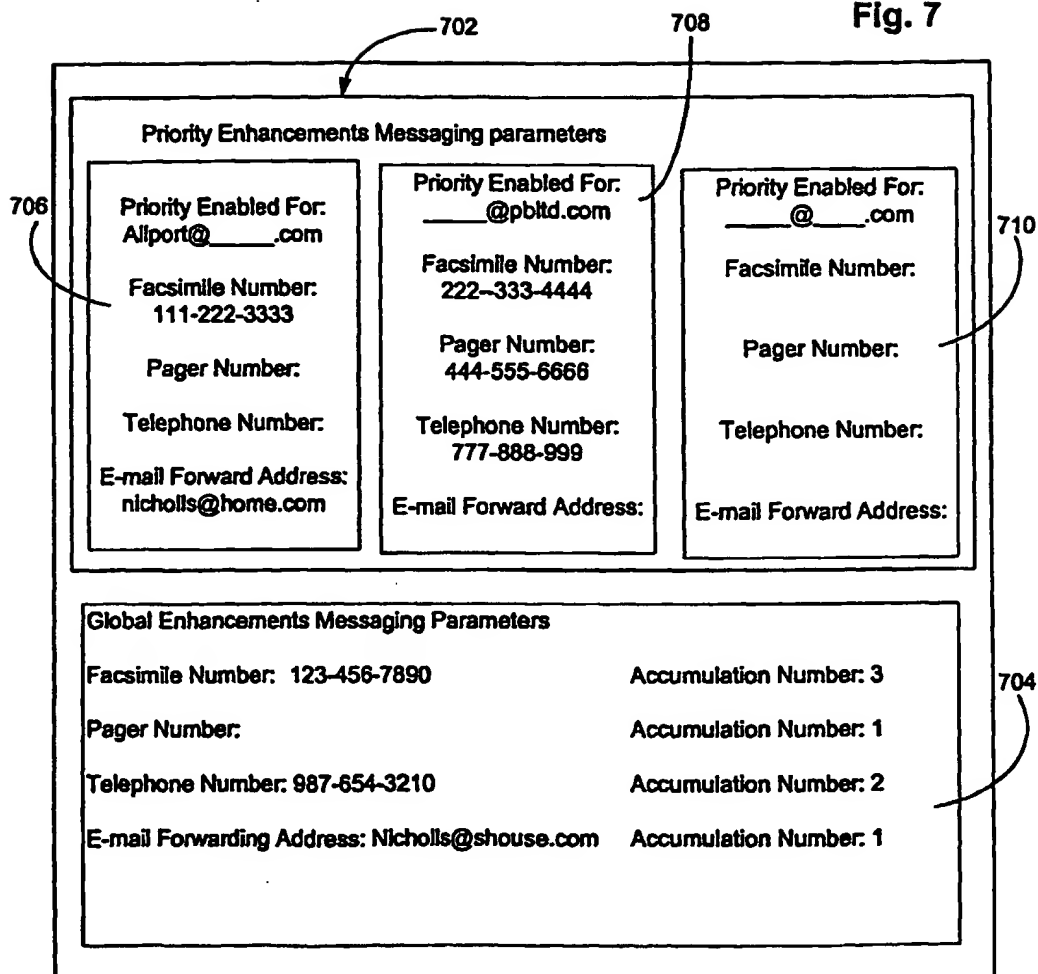 Fig. 7
702
708
Priority Enhancements Messaging parameters
706
Priority Enabled For:
Allport@_____.com
Facsimile Number:
111-222-3333
Pager Number:
Telephone Number:
E-mail Forward Address:
nicholls@home.com
Priority Enabled For:
_____@pbltd.com
Facsimile Number:
222--333-4444
Pager Number:
444-555-6666
Telephone Number:
777-888-999
E-mail Forward Address:
Priority Enabled For:
_____@____.com
Facsimile Number:
Pager Number:
Telephone Number:
E-mail Forward Address:
710
Global Enhancements Messaging Parameters
Facsimile Number: 123-456-7890 Accumulation Number: 3
Pager Number: Accumulation Number: 1
Telephone Number: 987-654-3210 Accumulation Number: 2
E-mail Forwarding Address: Nicholls@shouse.com Accumulation Number: 1
704